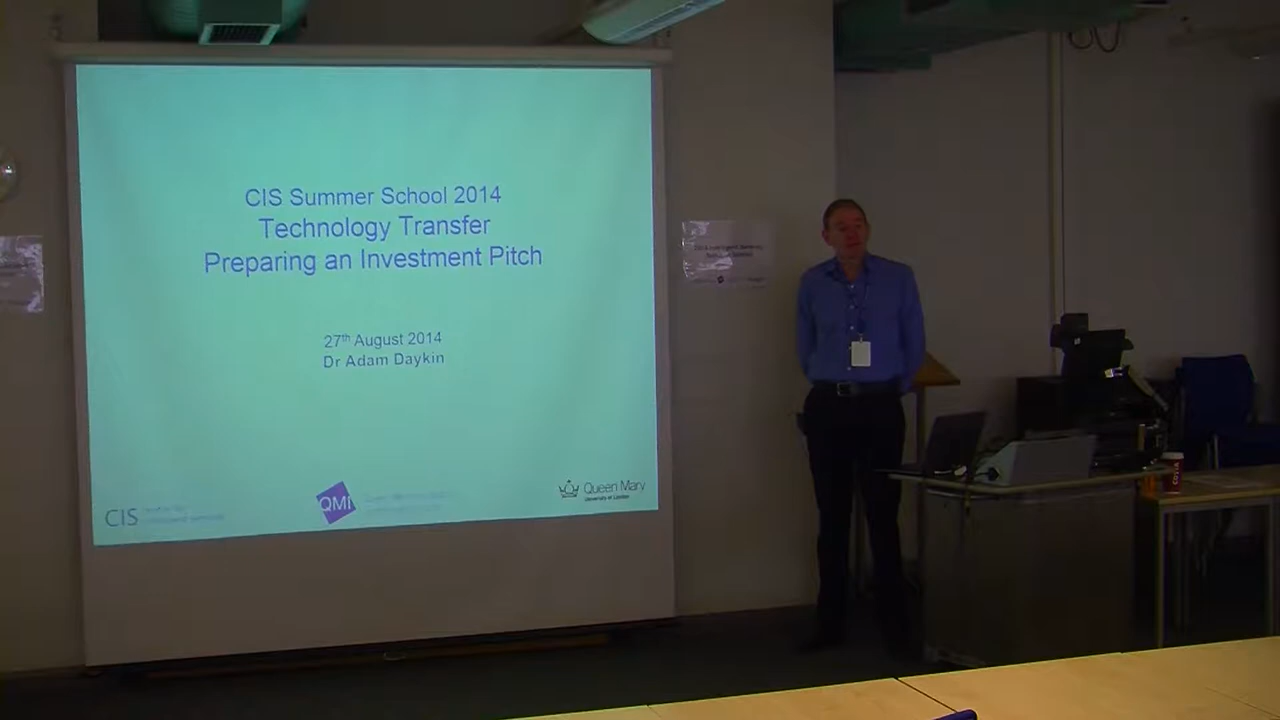 CIS Summer School 2014
Technology Transfer
Preparing an Investment Pitch
27th August 2014
Dr Adam Daykin
CIS
QMI
Queen Mary
University of London